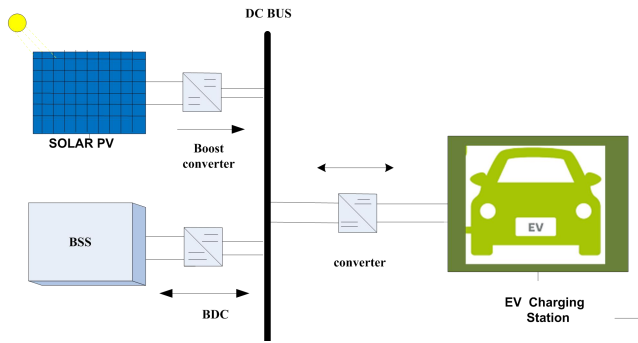 DC BUS
SOLAR PV
Boost
converter
BSS
BDC
converter
EV
EV Charging
Station